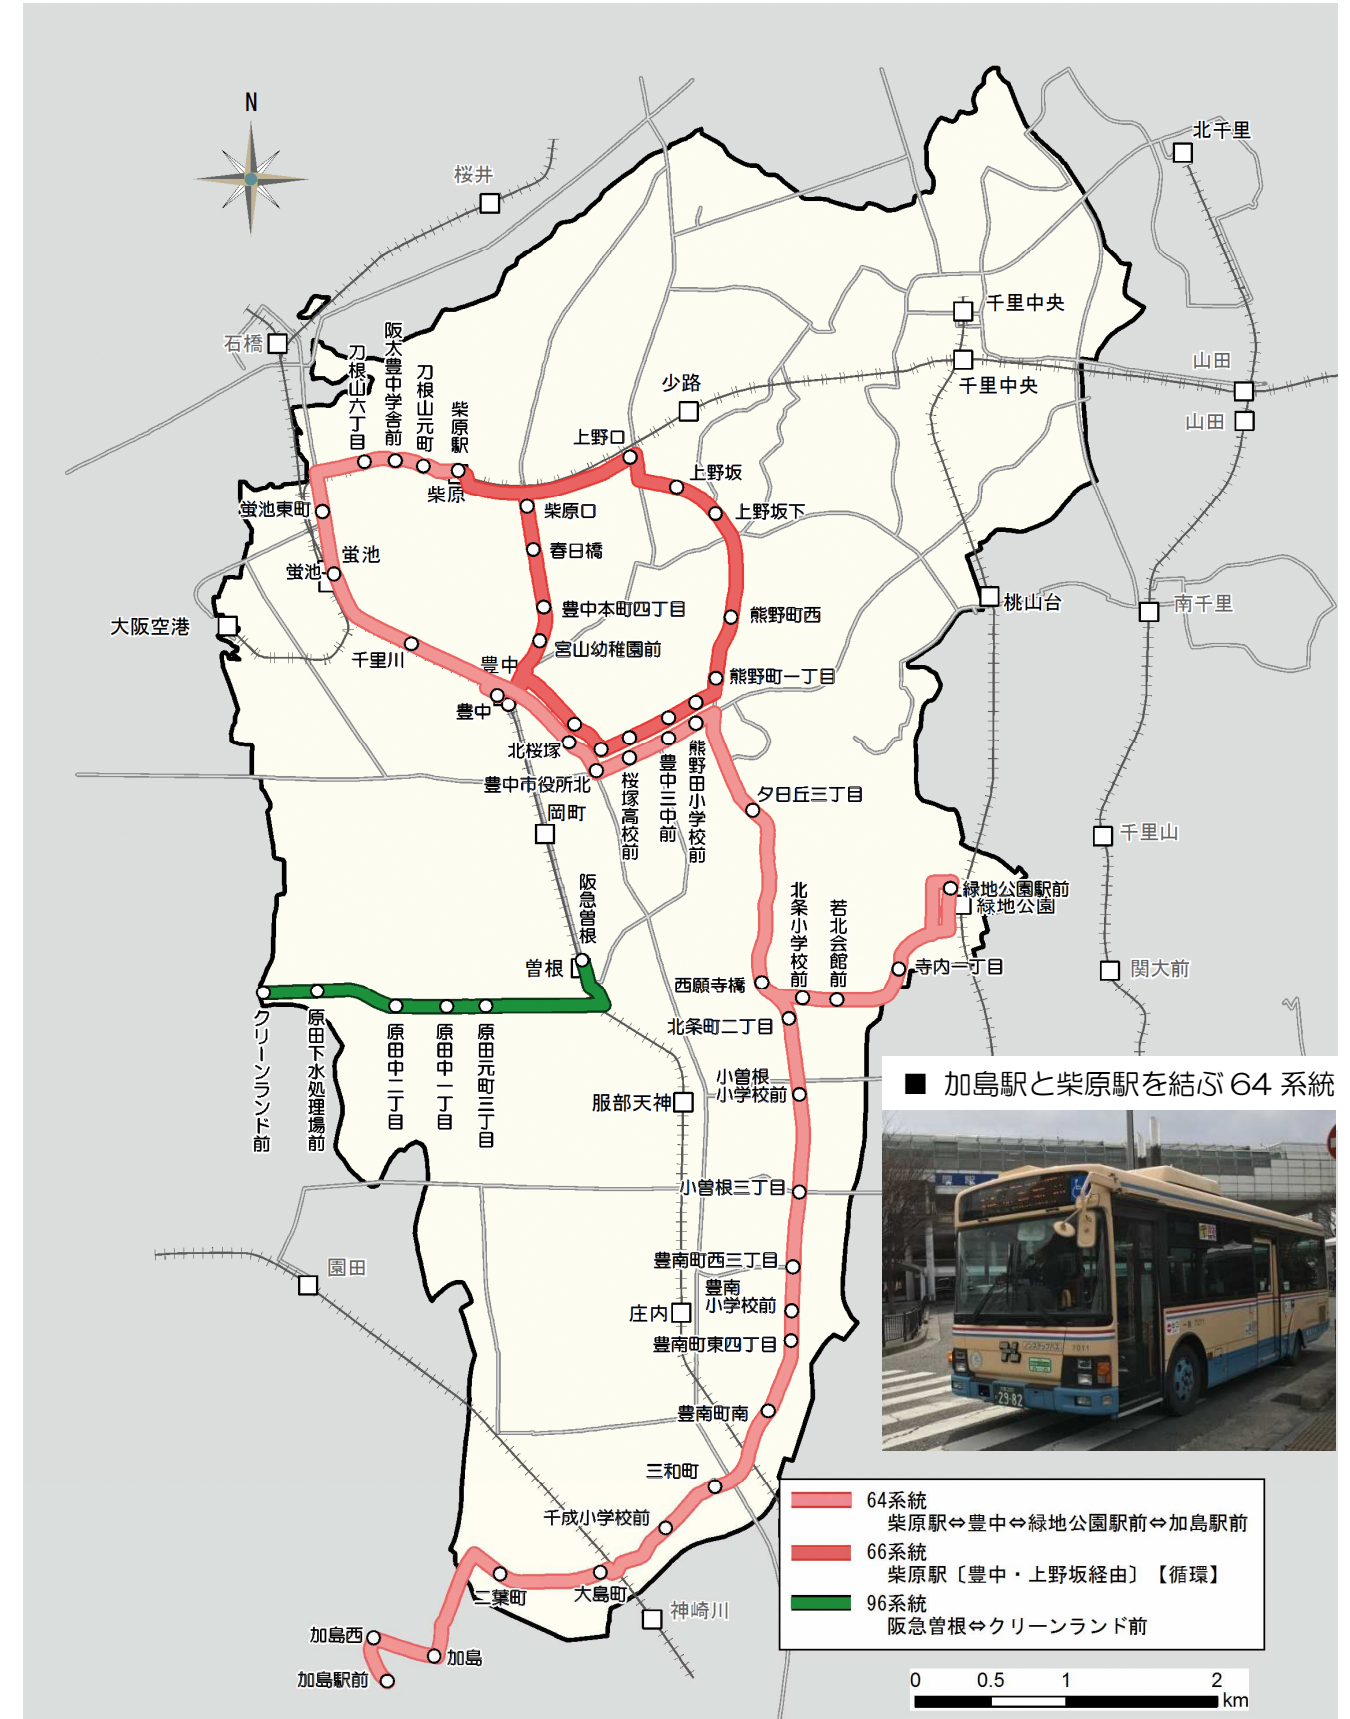 N
北千里
桜井
千里中央
石橋
阪大豊中学舎前
刀根山六丁目
刀根山元町
柴原駅
山田
千里中央
少路
山田
上野口
上野坂
柴原
蛍池東町
柴原口
上野坂下
春日橋
蛍池
蛍池
桃山台
南千里
豊中本町四丁目
熊野町西
大阪空港
宮山幼稚園前
千里川
豊中
熊野町一丁目
豊中
北桜塚
豊中市役所北
桜塚高校前
豊中三中前
熊野田小学校前
夕日丘三丁目
岡町
千里山
阪急曽根
北条小学校前
若北会館前
緑地公園駅前
緑地公園
曽根
寺内一丁目
関大前
西願寺橋
クリーンランド前
原田下水処理場前
原田中二丁目
原田中一丁目
原田元町三丁目
北条町二丁目
小曽根
小学校前
服部天神
■ 加島駅と柴原駅を結ぶ64系統
小曽根三丁目
豊南町西三丁目
園田
豊南
小学校前
庄内
豊南町東四丁目
7011
29-82
豊南町南
三和町
千成小学校前
二葉町
大島町
神崎川
加島西
加島
加島駅前
64系統
柴原駅⇔豊中⇔緑地公園駅前⇔加島駅前
66系統
柴原駅〔豊中・上野坂経由〕【循環】
96系統
阪急曽根⇔クリーンランド前
0 0.5 1 2
km